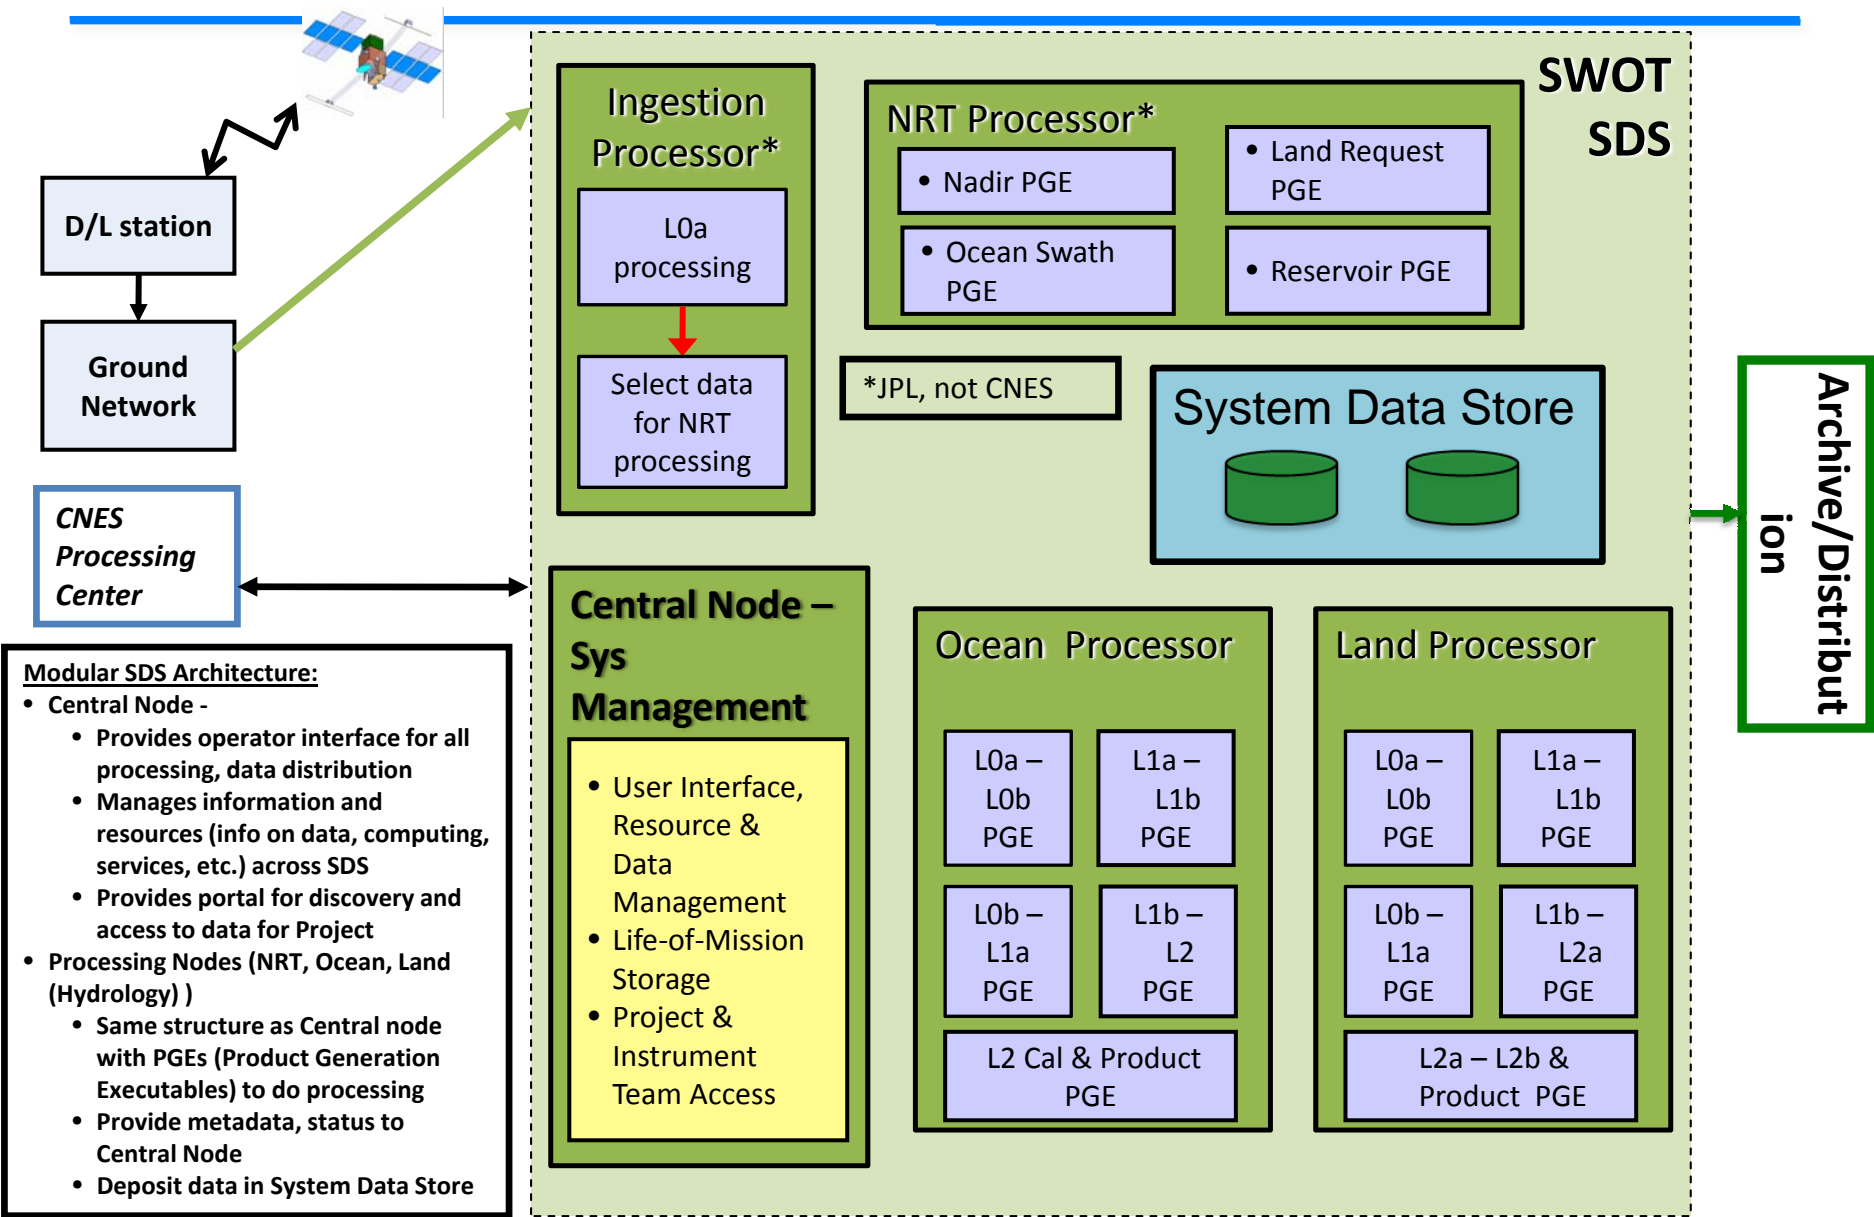 SWOT
SDS
Ingestion
Processor*
L0a
processing
Select data
for NRT
processing
NRT Processor*
• Nadir PGE
• Land Request
PGE
• Ocean Swath
PGE
• Reservoir PGE
*JPL, not CNES
System Data Store
D/L station
Ground
Network
CNES
Processing
Center
Archive/Distribut
ion
Central Node –
Sys
Management
• User Interface,
Resource &
Data
Management
• Life-of-Mission
Storage
• Project &
Instrument
Team Access
Ocean Processor
L0a –
L0b
PGE
L1a –
L1b
PGE
L0b –
L1a
PGE
L1b –
L2
PGE
L2 Cal & Product
PGE
Land Processor
L0a –
L0b
PGE
L1a –
L1b
PGE
L0b –
L1a
PGE
L1b –
L2a
PGE
L2a – L2b &
Product PGE
Modular SDS Architecture:
• Central Node -
• Provides operator interface for all
processing, data distribution
• Manages information and
resources (info on data, computing,
services, etc.) across SDS
• Provides portal for discovery and
access to data for Project
• Processing Nodes (NRT, Ocean, Land
(Hydrology) )
• Same structure as Central node
with PGEs (Product Generation
Executables) to do processing
• Provide metadata, status to
Central Node
• Deposit data in System Data Store